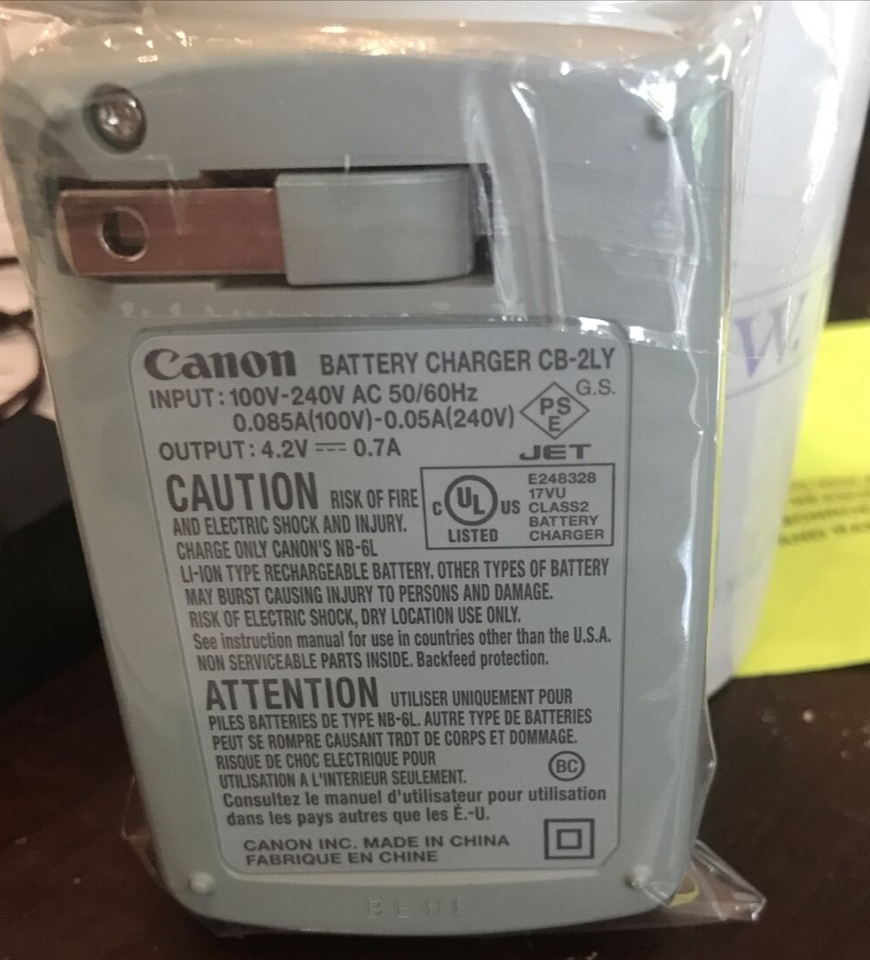 Canon BATTERY CHARGER CB-2LY
INPUT: 100V-240V AC 50/60Hz
G.S.
0.085A(100V)-0.05A(240V)
PS
E
OUTPUT: 4.2V ⎓ 0.7A
JET
CAUTION RISK OF FIRE
AND ELECTRIC SHOCK AND INJURY.
CHARGE ONLY CANON'S NB-6L
C UL US
LISTED
E248328
17VU
CLASS2
BATTERY
CHARGER
LI-ION TYPE RECHARGEABLE BATTERY. OTHER TYPES OF BATTERY
MAY BURST CAUSING INJURY TO PERSONS AND DAMAGE.
RISK OF ELECTRIC SHOCK, DRY LOCATION USE ONLY.
See instruction manual for use in countries other than the U.S.A.
NON SERVICEABLE PARTS INSIDE. Backfeed protection.
ATTENTION UTILISER UNIQUEMENT POUR
PILES BATTERIES DE TYPE NB-6L. AUTRE TYPE DE BATTERIES
PEUT SE ROMPRE CAUSANT TRDT DE CORPS ET DOMMAGE.
RISQUE DE CHOC ELECTRIQUE POUR
UTILISATION A L'INTERIEUR SEULEMENT.
BC
Consultez le manuel d'utilisateur pour utilisation
dans les pays autres que les É.-U.
CANON INC. MADE IN CHINA
FABRIQUE EN CHINE
W.